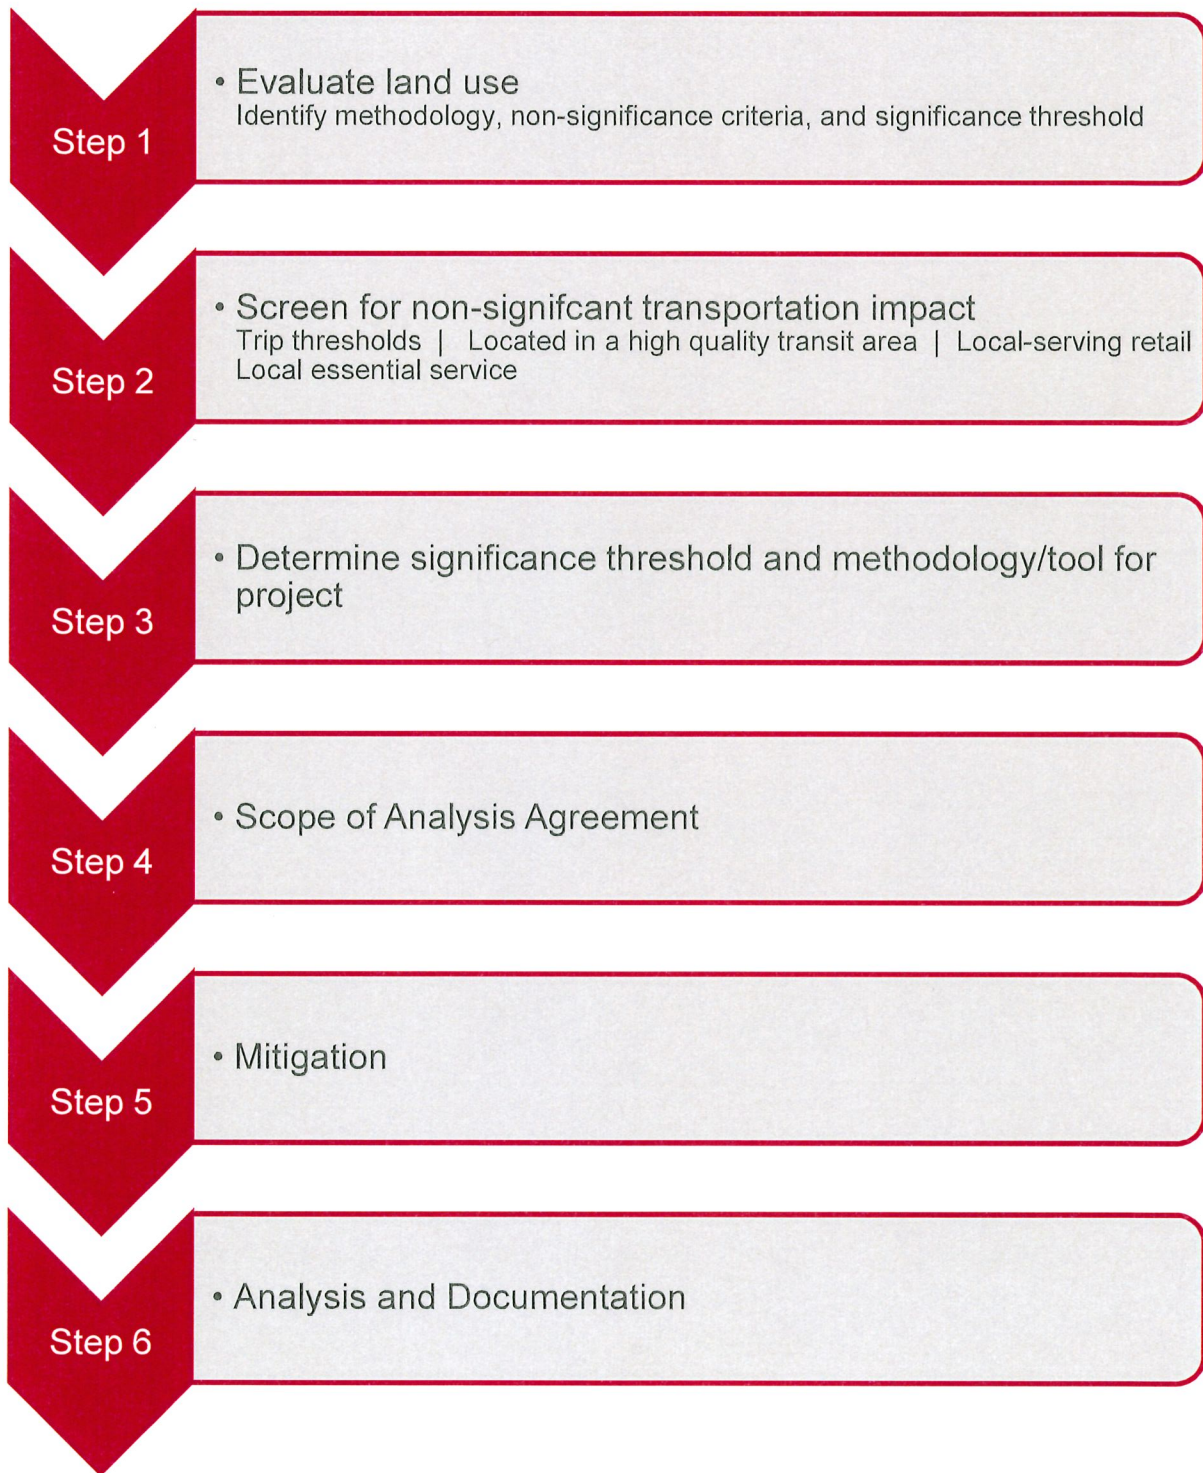 Step 1
• Evaluate land use
Identify methodology, non-significance criteria, and significance threshold
Step 2
• Screen for non-signifcant transportation impact
Trip thresholds | Located in a high quality transit area | Local-serving retail
Local essential service
Step 3
• Determine significance threshold and methodology/tool for
project
Step 4
• Scope of Analysis Agreement
Step 5
• Mitigation
Step 6
• Analysis and Documentation